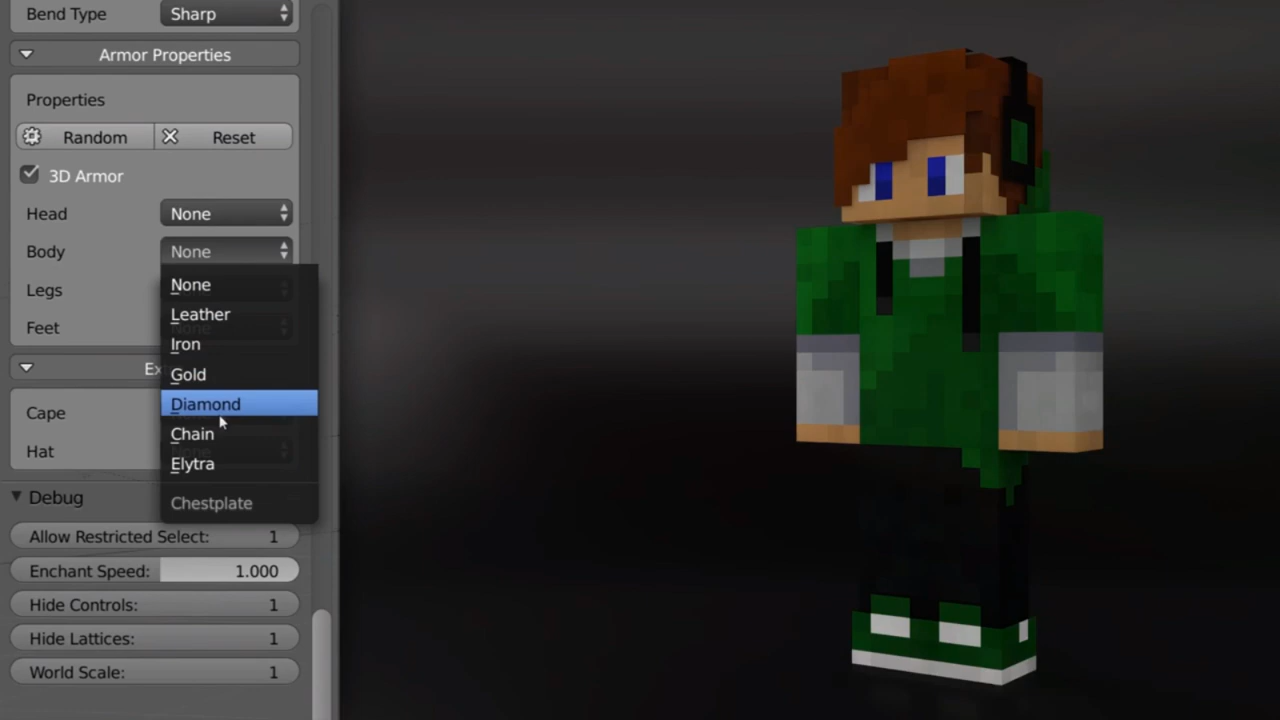 Bend Type Sharp
Armor Properties
Properties
Random Reset
3D Armor
Head None
Body None
None
Legs
Leather
Feet
Iron
Ex
Gold
Diamond
Cape
Chain
Hat
Elytra
Debug
Chestplate
Allow Restricted Select: 1
Enchant Speed: 1.000
Hide Controls: 1
Hide Lattices: 1
World Scale: 1